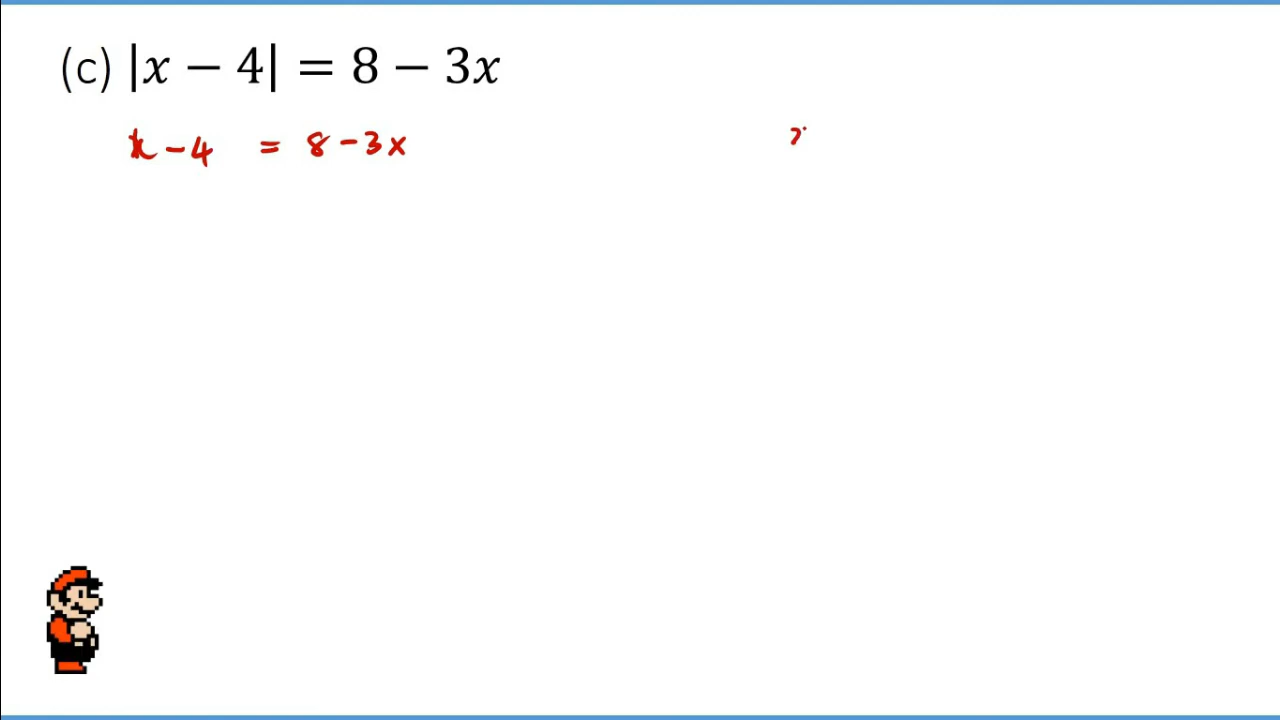 (c) |x − 4| = 8 − 3x
x - 4 = 8 - 3x